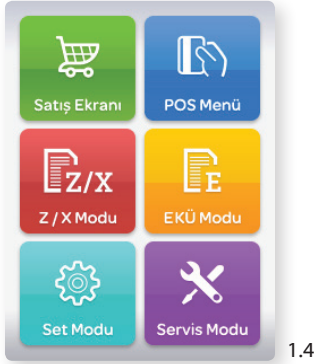 Satış Ekranı
POS Menü
Z/X
Z / X Modu
E
EKÜ Modu
Set Modu
Servis Modu
1.4